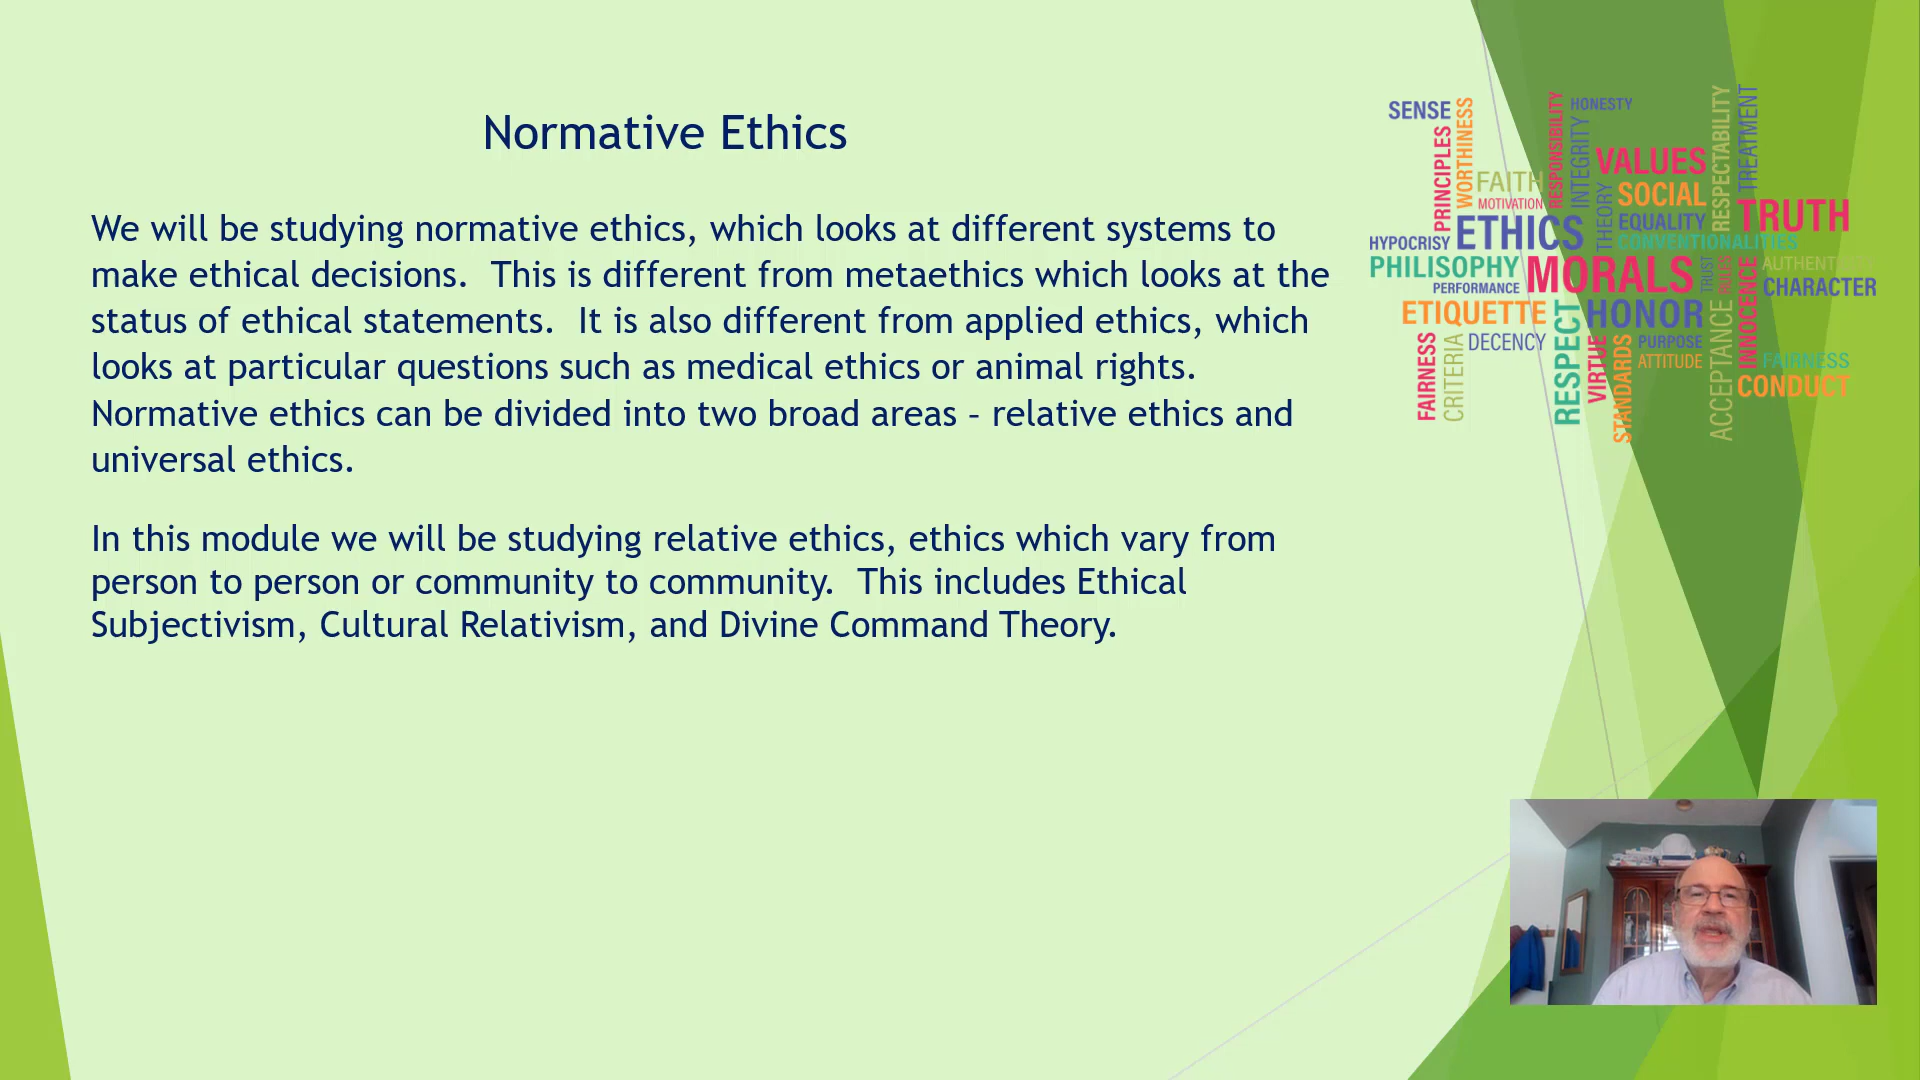 Normative Ethics
We will be studying normative ethics, which looks at different systems to
make ethical decisions.  This is different from metaethics which looks at the
status of ethical statements.  It is also different from applied ethics, which
looks at particular questions such as medical ethics or animal rights.
Normative ethics can be divided into two broad areas – relative ethics and
universal ethics.
In this module we will be studying relative ethics, ethics which vary from
person to person or community to community.  This includes Ethical
Subjectivism, Cultural Relativism, and Divine Command Theory.
SENSE
PRINCIPLES
WORTHINESS
FAITH
MOTIVATION
RESPONSIBILITY
HONESTY
INTEGRITY
VALUES
THEORY
SOCIAL
EQUALITY
RESPECTABILITY
TREATMENT
TRUTH
HYPOCRISY
ETHICS
CONVENTIONALITIES
PHILISOPHY
MORALS
TRUST
RULES
INNOCENCE
CHARACTER
PERFORMANCE
ETIQUETTE
HONOR
FAIRNESS
CRITERIA
DECENCY
RESPECT
VIRTUE
STANDARDS
PURPOSE
ATTITUDE
ACCEPTANCE
FAIRNESS
CONDUCT